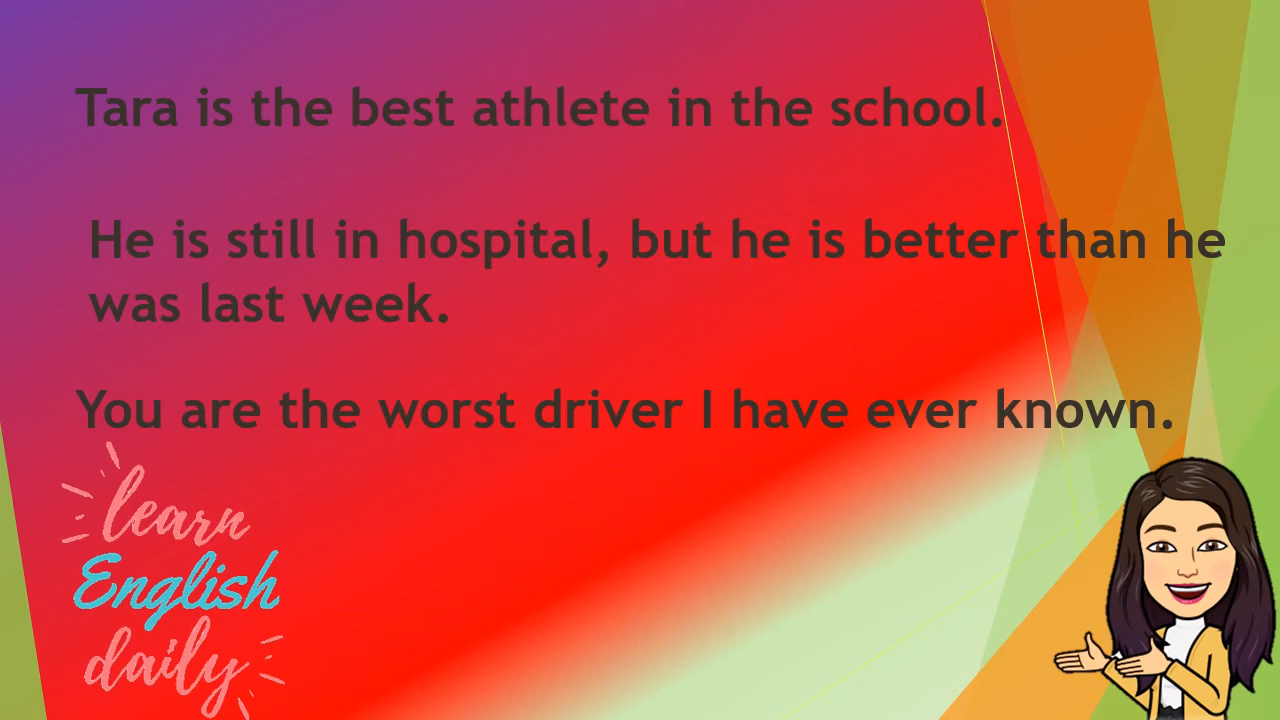 Tara is the best athlete in the school.
He is still in hospital, but he is better than he
was last week.
You are the worst driver I have ever known.
learn
English
daily